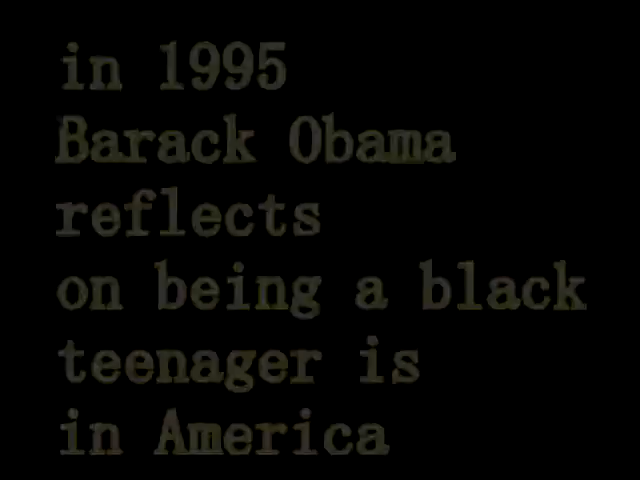 in 1995
Barack Obama
reflects
on being a black
teenager is
in America